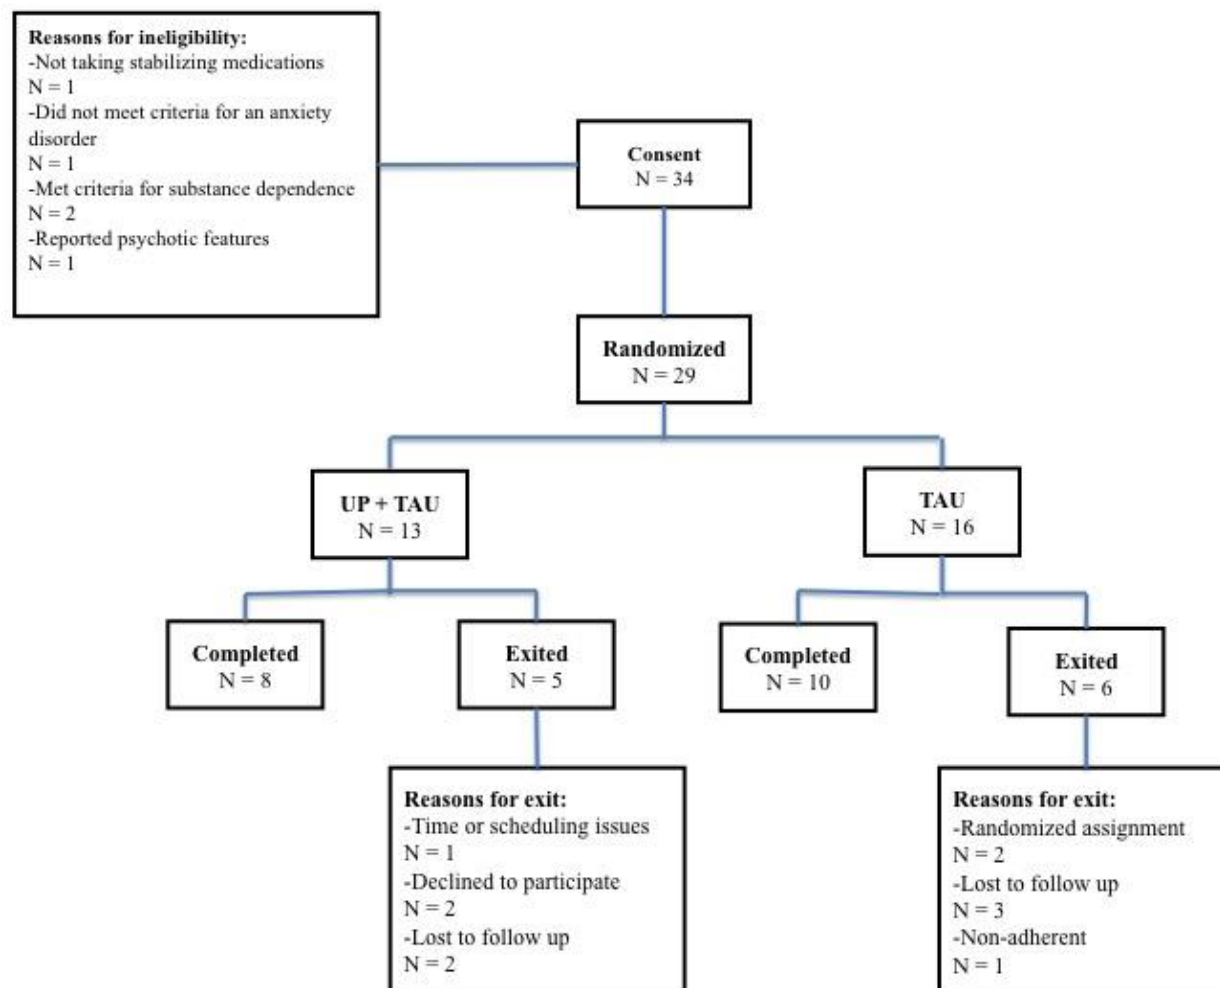 Reasons for ineligibility:
-Not taking stabilizing medications
N = 1
-Did not meet criteria for an anxiety
disorder
N = 1
-Met criteria for substance dependence
N = 2
-Reported psychotic features
N = 1
Consent
N = 34
Randomized
N = 29
UP + TAU
N = 13
TAU
N = 16
Completed
N = 8
Exited
N = 5
Completed
N = 10
Exited
N = 6
Reasons for exit:
-Time or scheduling issues
N = 1
-Declined to participate
N = 2
-Lost to follow up
N = 2
Reasons for exit:
-Randomized assignment
N = 2
-Lost to follow up
N = 3
-Non-adherent
N = 1